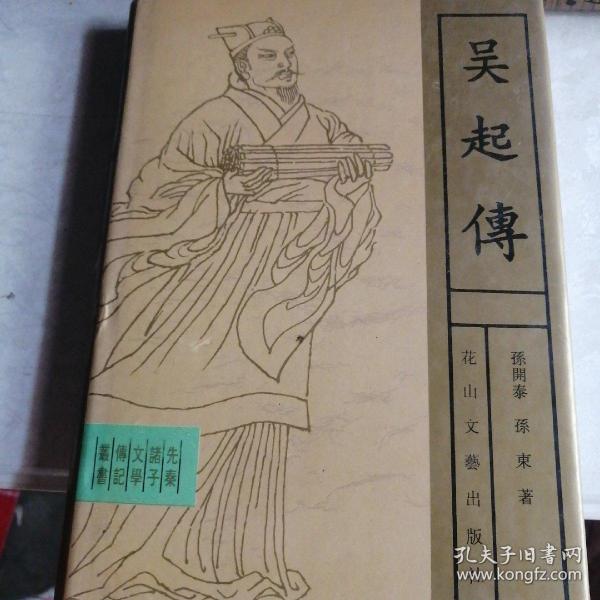 吴起傳
孫開泰 孫東著
花山文藝出版
先秦
諸子
文學
傳記
叢書
孔夫子旧书网
www.kongfz.com